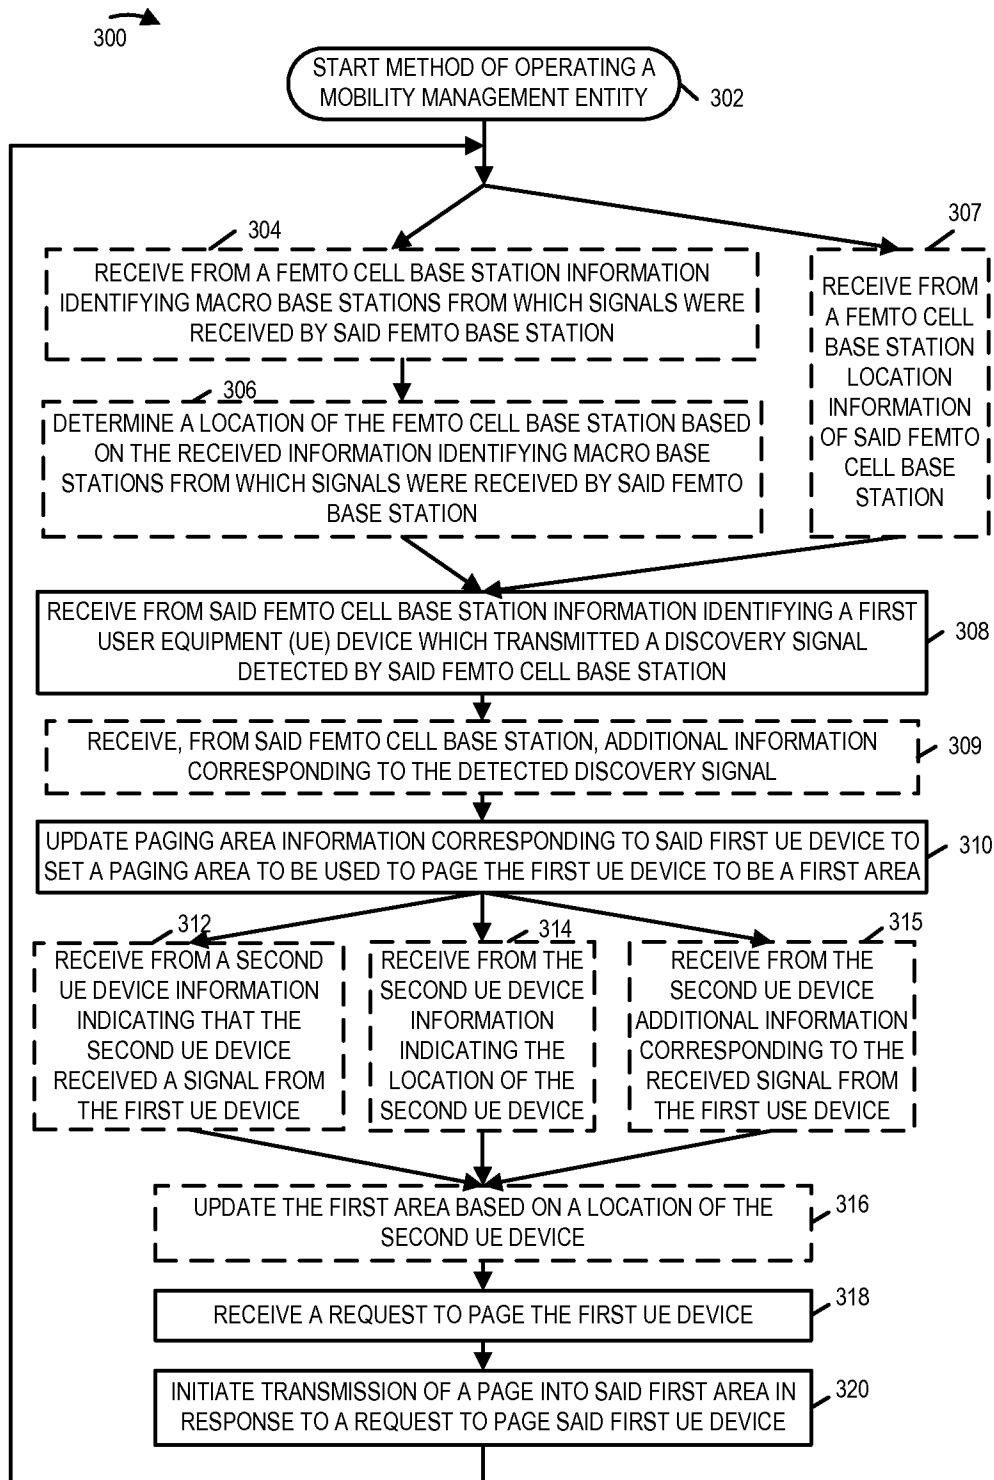 300
START METHOD OF OPERATING A
MOBILITY MANAGEMENT ENTITY
302
304
RECEIVE FROM A FEMTO CELL BASE STATION INFORMATION
IDENTIFYING MACRO BASE STATIONS FROM WHICH SIGNALS WERE
RECEIVED BY SAID FEMTO BASE STATION
307
RECEIVE FROM
A FEMTO CELL
BASE STATION
LOCATION
INFORMATION
OF SAID FEMTO
CELL BASE
STATION
306
DETERMINE A LOCATION OF THE FEMTO CELL BASE STATION BASED
ON THE RECEIVED INFORMATION IDENTIFYING MACRO BASE
STATIONS FROM WHICH SIGNALS WERE RECEIVED BY SAID FEMTO
BASE STATION
RECEIVE FROM SAID FEMTO CELL BASE STATION INFORMATION IDENTIFYING A FIRST
USER EQUIPMENT (UE) DEVICE WHICH TRANSMITTED A DISCOVERY SIGNAL
DETECTED BY SAID FEMTO CELL BASE STATION
308
RECEIVE, FROM SAID FEMTO CELL BASE STATION, ADDITIONAL INFORMATION
CORRESPONDING TO THE DETECTED DISCOVERY SIGNAL
309
UPDATE PAGING AREA INFORMATION CORRESPONDING TO SAID FIRST UE DEVICE TO
SET A PAGING AREA TO BE USED TO PAGE THE FIRST UE DEVICE TO BE A FIRST AREA
310
312
RECEIVE FROM A SECOND
UE DEVICE INFORMATION
INDICATING THAT THE
SECOND UE DEVICE
RECEIVED A SIGNAL FROM
THE FIRST UE DEVICE
314
RECEIVE FROM THE
SECOND UE DEVICE
INFORMATION
INDICATING THE
LOCATION OF THE
SECOND UE DEVICE
315
RECEIVE FROM THE
SECOND UE DEVICE
ADDITIONAL INFORMATION
CORRESPONDING TO THE
RECEIVED SIGNAL FROM
THE FIRST USE DEVICE
UPDATE THE FIRST AREA BASED ON A LOCATION OF THE
SECOND UE DEVICE
316
RECEIVE A REQUEST TO PAGE THE FIRST UE DEVICE
318
INITIATE TRANSMISSION OF A PAGE INTO SAID FIRST AREA IN
RESPONSE TO A REQUEST TO PAGE SAID FIRST UE DEVICE
320